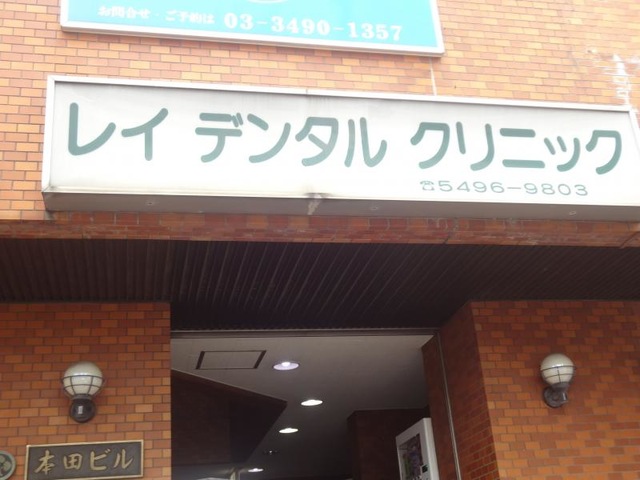 お問合せ・ご予約は 03-3490-1357
レイ デンタル クリニック
☎5496-9803
本田ビル